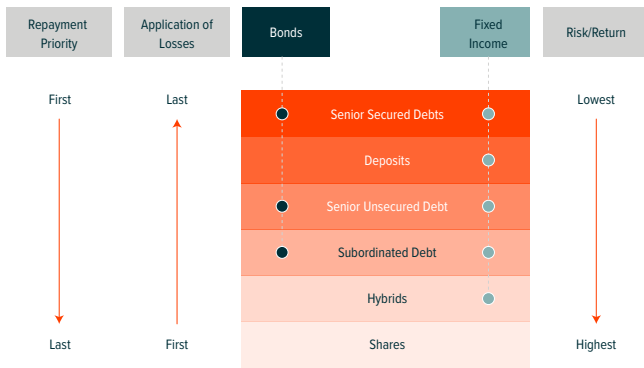 Repayment
Priority
Application of
Losses
Bonds
Fixed
Income
Risk/Return
First
Last
Lowest
Senior Secured Debts
Deposits
Senior Unsecured Debt
Subordinated Debt
Hybrids
Last
First
Shares
Highest